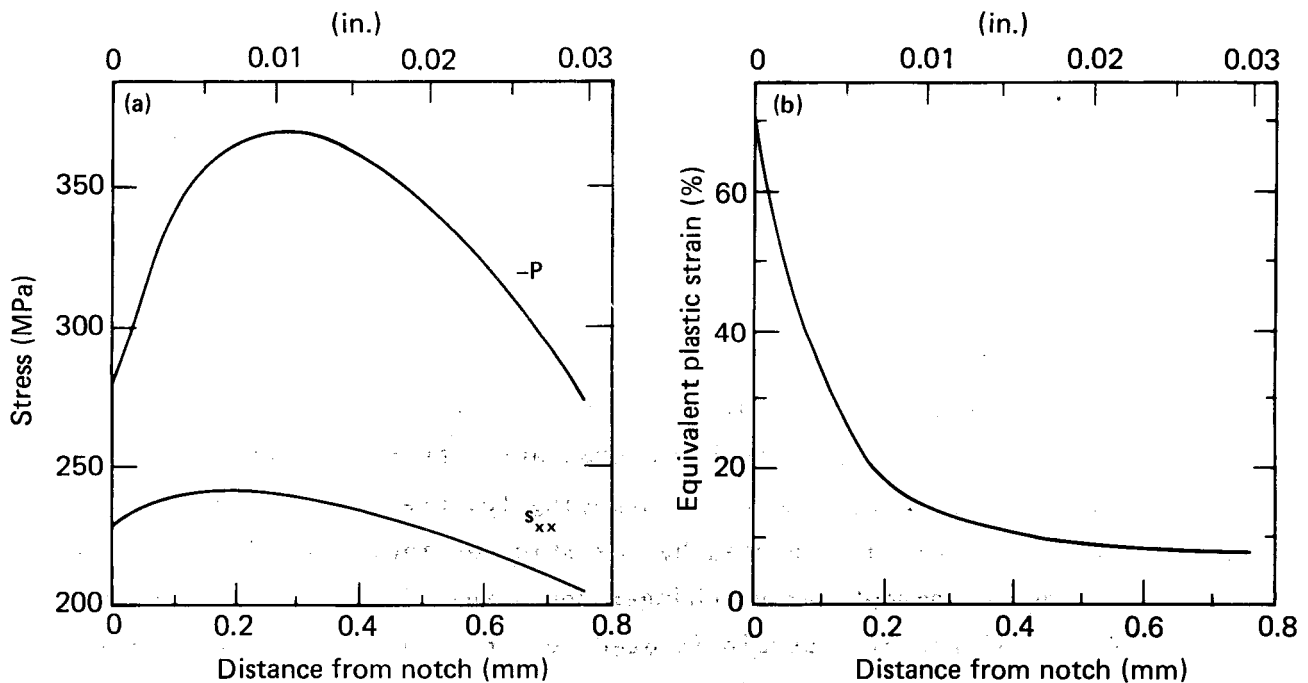 (in.)
0 0.01 0.02 0.03
(a)
350
300
250
200
Stress (MPa)
–P
s_xx
0 0.2 0.4 0.6 0.8
Distance from notch (mm)
(in.)
0 0.01 0.02 0.03
(b)
60
40
20
0
Equivalent plastic strain (%)
0 0.2 0.4 0.6 0.8
Distance from notch (mm)